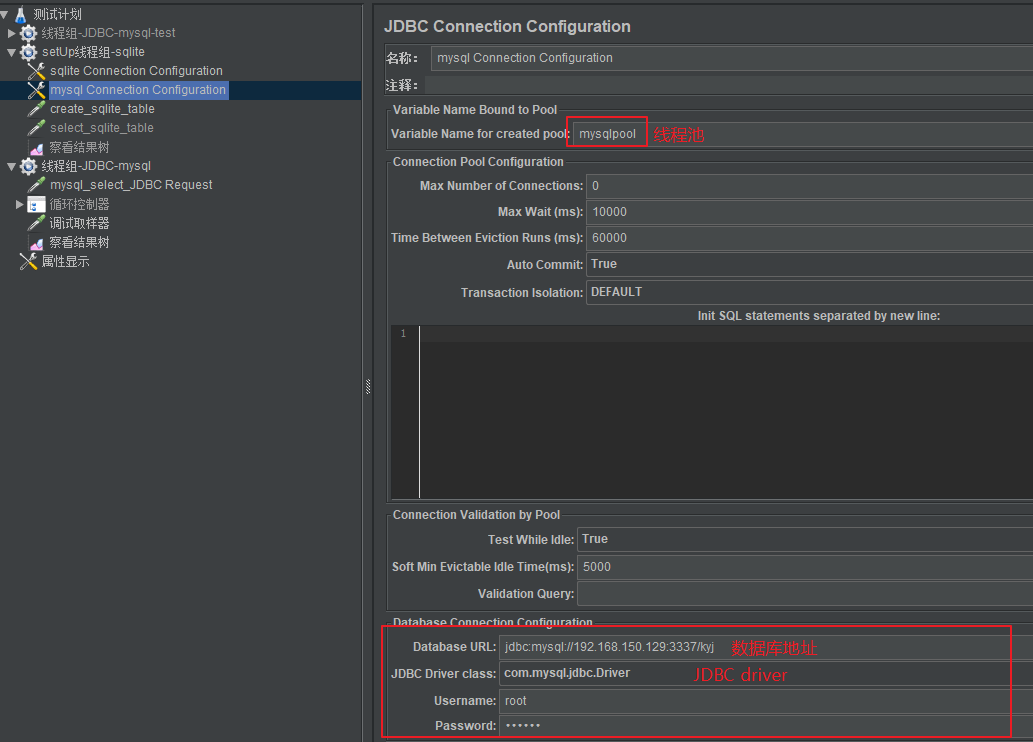 测试计划
线程组-JDBC-mysql-test
setUp线程组-sqlite
sqlite Connection Configuration
mysql Connection Configuration
create_sqlite_table
select_sqlite_table
察看结果树
线程组-JDBC-mysql
mysql_select_JDBC Request
循环控制器
调试取样器
察看结果树
属性显示
JDBC Connection Configuration
名称: mysql Connection Configuration
注释:
Variable Name Bound to Pool
Variable Name for created pool: mysqlpool 线程池
Connection Pool Configuration
Max Number of Connections: 0
Max Wait (ms): 10000
Time Between Eviction Runs (ms): 60000
Auto Commit: True
Transaction Isolation: DEFAULT
Init SQL statements separated by new line:
1
Connection Validation by Pool
Test While Idle: True
Soft Min Evictable Idle Time(ms): 5000
Validation Query:
Database Connection Configuration
Database URL: jdbc:mysql://192.168.150.129:3337/kyj 数据库地址
JDBC Driver class: com.mysql.jdbc.Driver JDBC driver
Username: root
Password: ••••••